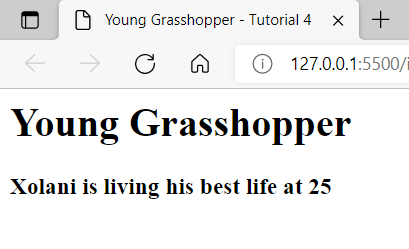 Young Grasshopper - Tutorial 4
127.0.0.1:5500/i
Young Grasshopper
Xolani is living his best life at 25